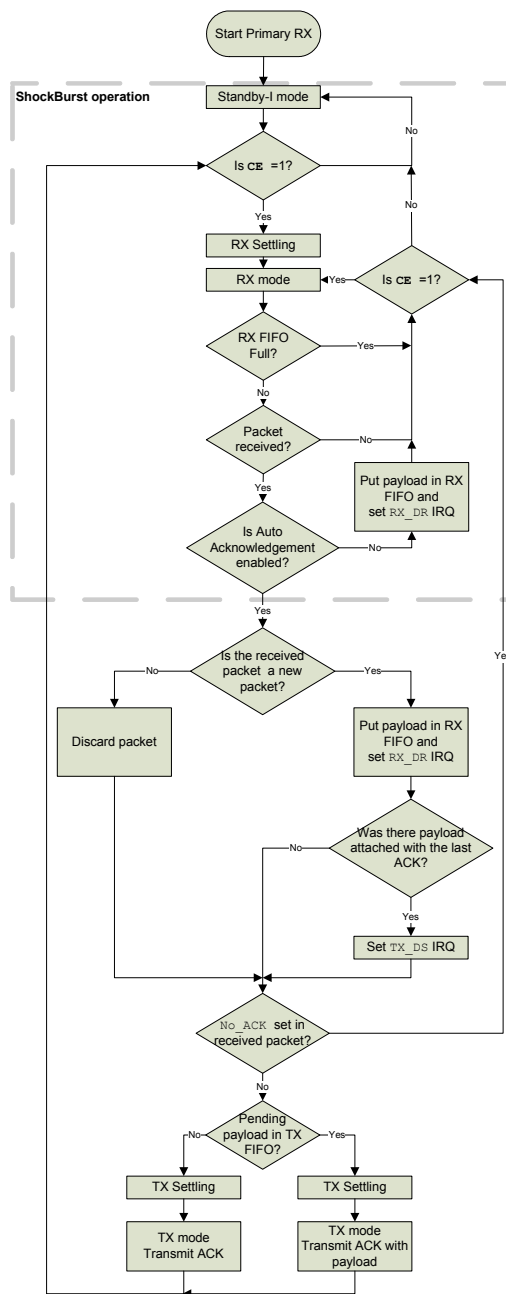 Start Primary RX
ShockBurst operation
Standby-I mode
No
Is CE =1?
No
Yes
RX Settling
RX mode
Yes
Is CE =1?
RX FIFO
Full?
Yes
No
Packet
received?
No
Put payload in RX
FIFO and
set RX_DR IRQ
Yes
Is Auto
Acknowledgement
enabled?
No
Yes
Is the received
packet a new
packet?
No
Yes
Ye
Discard packet
Put payload in RX
FIFO and
set RX_DR IRQ
Was there payload
attached with the last
ACK?
No
Yes
Set TX_DS IRQ
No_ACK set in
received packet?
No
Pending
payload in TX
FIFO?
No
Yes
TX Settling
TX Settling
TX mode
Transmit ACK
TX mode
Transmit ACK with
payload